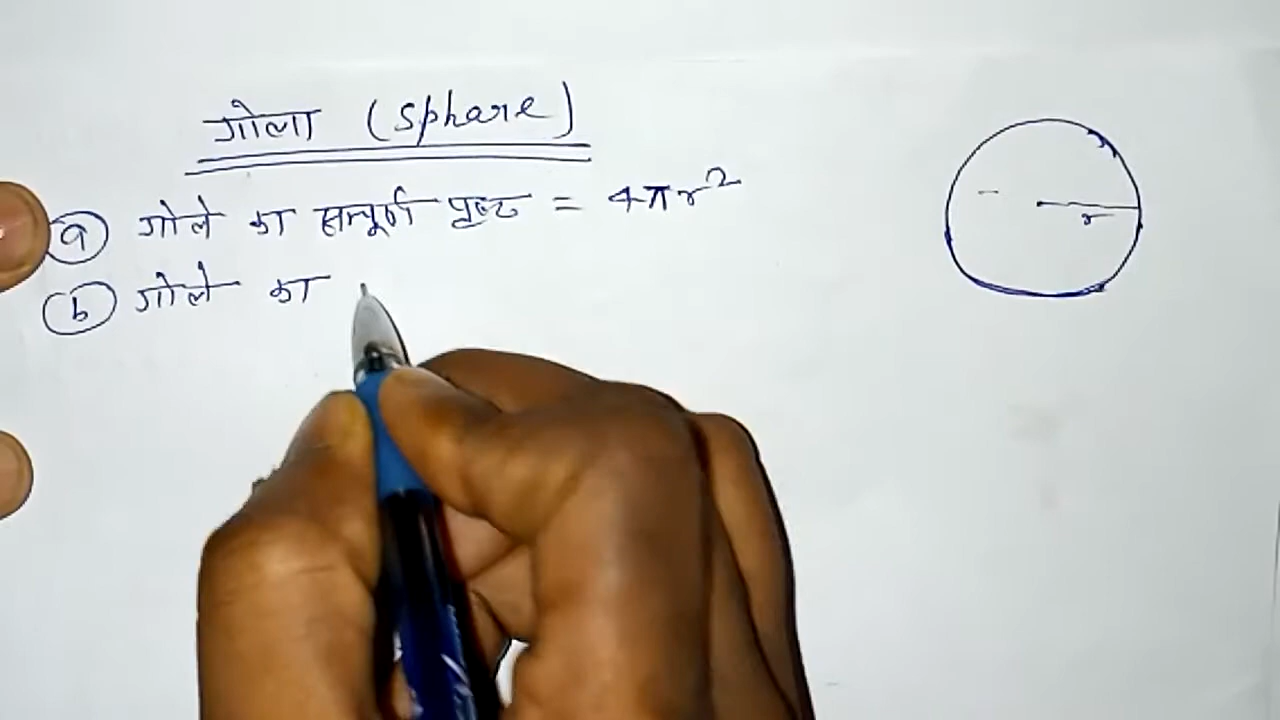 गोला (Sphare)
(a) गोले का सम्पूर्ण पृष्ठ = 4πr²
(b) गोले का
r